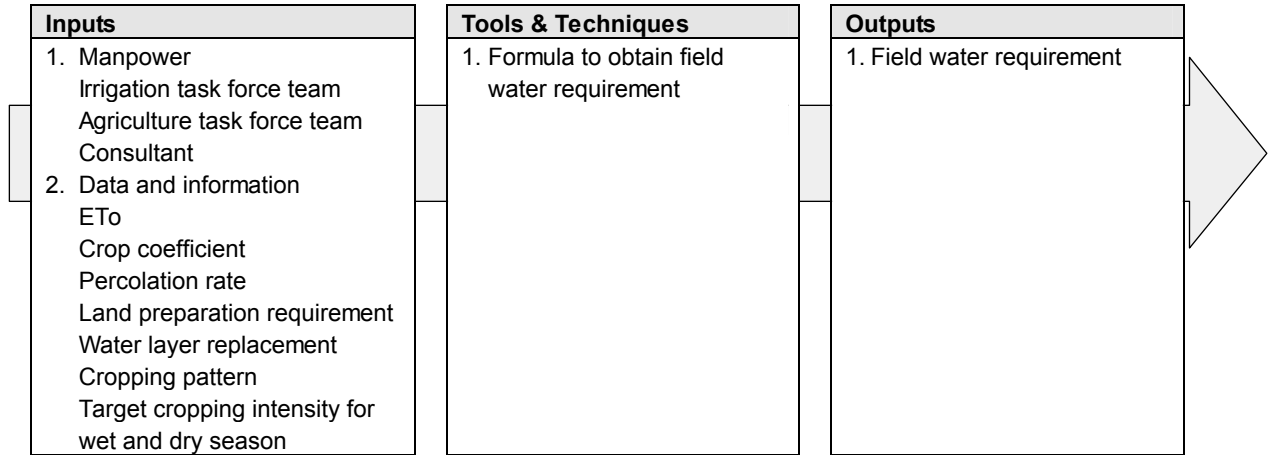 Inputs
1. Manpower
Irrigation task force team
Agriculture task force team
Consultant
2. Data and information
ETo
Crop coefficient
Percolation rate
Land preparation requirement
Water layer replacement
Cropping pattern
Target cropping intensity for
wet and dry season
Tools & Techniques
1. Formula to obtain field
water requirement
Outputs
1. Field water requirement